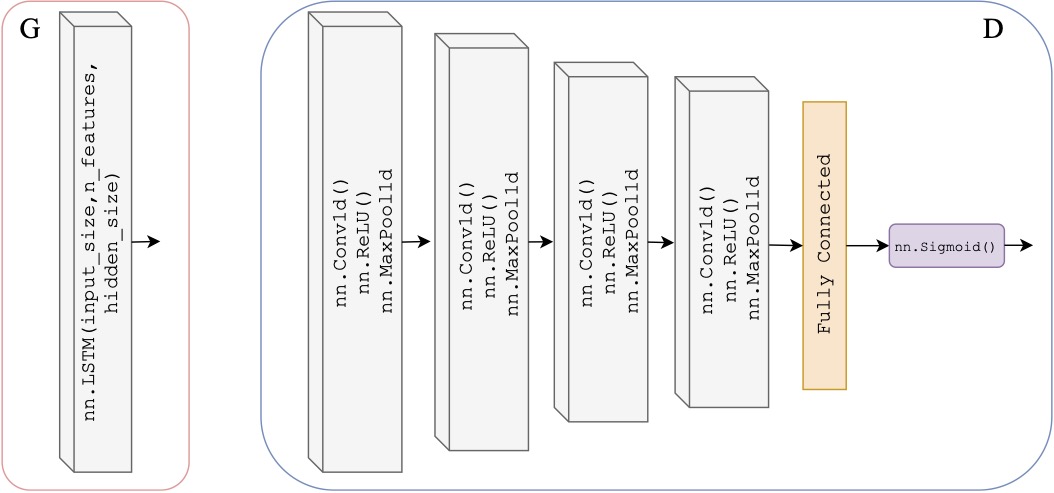 G
nn.LSTM(input_size,n_features,
hidden_size)
D
nn.Conv1d()
nn.ReLU()
nn.MaxPool1d
nn.Conv1d()
nn.ReLU()
nn.MaxPool1d
nn.Conv1d()
nn.ReLU()
nn.MaxPool1d
nn.Conv1d()
nn.ReLU()
nn.MaxPool1d
Fully Connected
nn.Sigmoid()